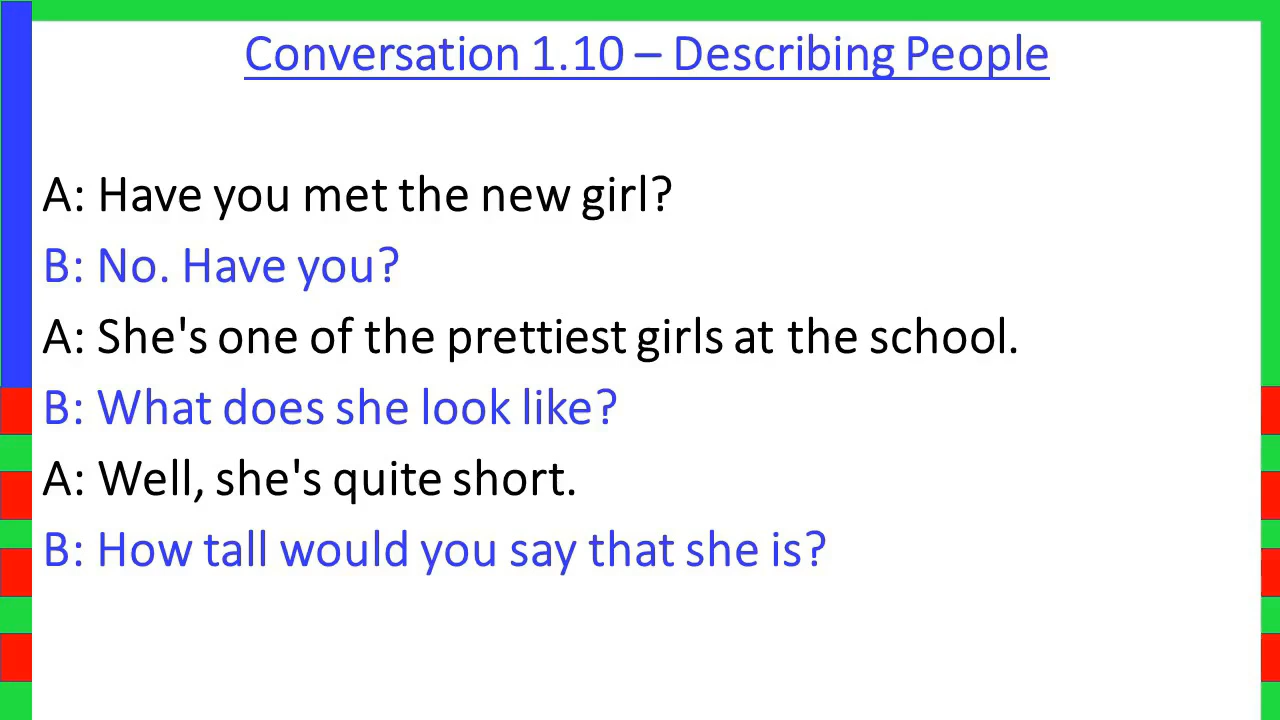 Conversation 1.10 – Describing People
A: Have you met the new girl?
B: No. Have you?
A: She's one of the prettiest girls at the school.
B: What does she look like?
A: Well, she's quite short.
B: How tall would you say that she is?